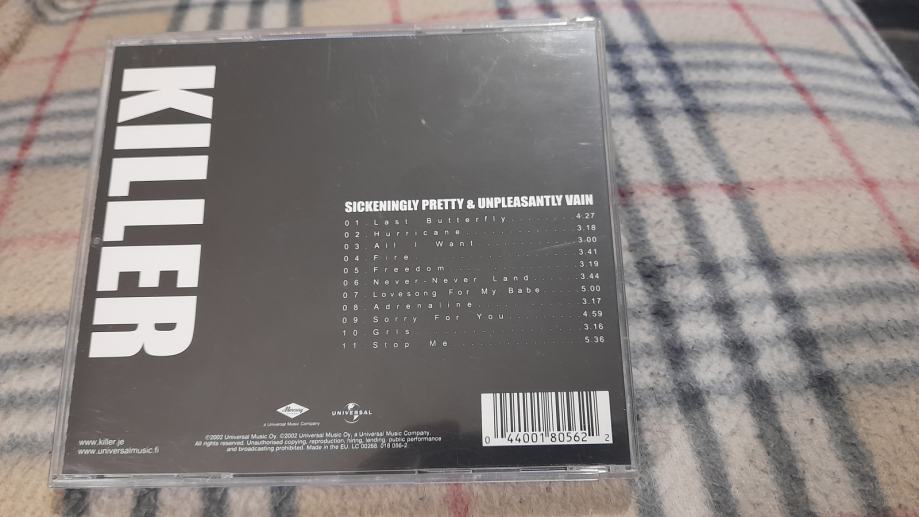 KILLER
SICKENINGLY PRETTY & UNPLEASANTLY VAIN
01. Last Butterfly........ 4:27
02. Hurricane............. 3.18
03. All I Want............ 3.00
04. Fire.................. 3.41
05. Freedom............... 3.19
06. Never-Never Land...... 3.44
07. Lovesong For My Babe..... 5.00
08. Adrenaline............ 3.17
09. Sorry For You......... 4.59
10. Gris.................. 3.16
11. Stop Me............... 5.36
Mercury
a Universal Music Company
UNIVERSAL
www.killer.je
www.universalmusic.fi
℗2002 Universal Music Oy. ©2002 Universal Music Oy, a Universal Music Company.
All rights reserved. Unauthorised copying, reproduction, hiring, lending, public performance
and broadcasting prohibited. Made in the EU. LC 00268. 018 056-2
0 44001 80562 2